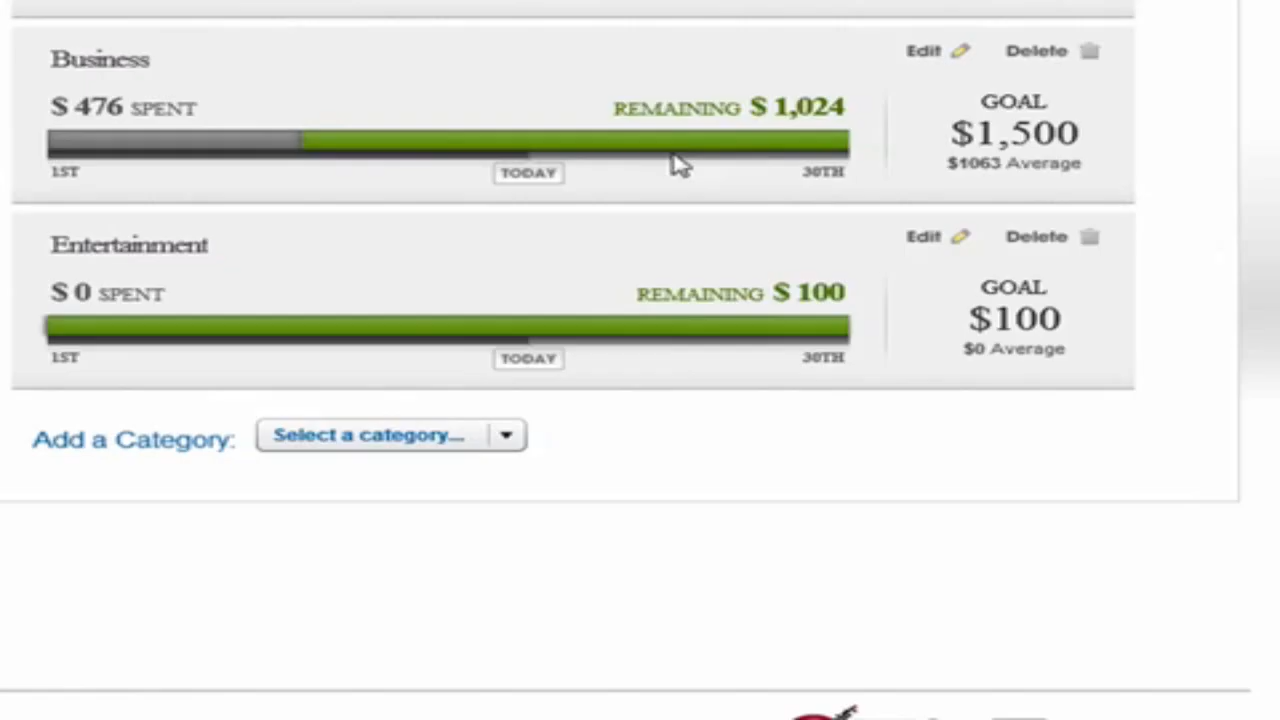 Business
Edit Delete
$ 476 SPENT
REMAINING $ 1,024
GOAL
$1,500
$1063 Average
1ST
TODAY
30TH
Entertainment
Edit Delete
$ 0 SPENT
REMAINING $ 100
GOAL
$100
$0 Average
1ST
TODAY
30TH
Add a Category: Select a category...